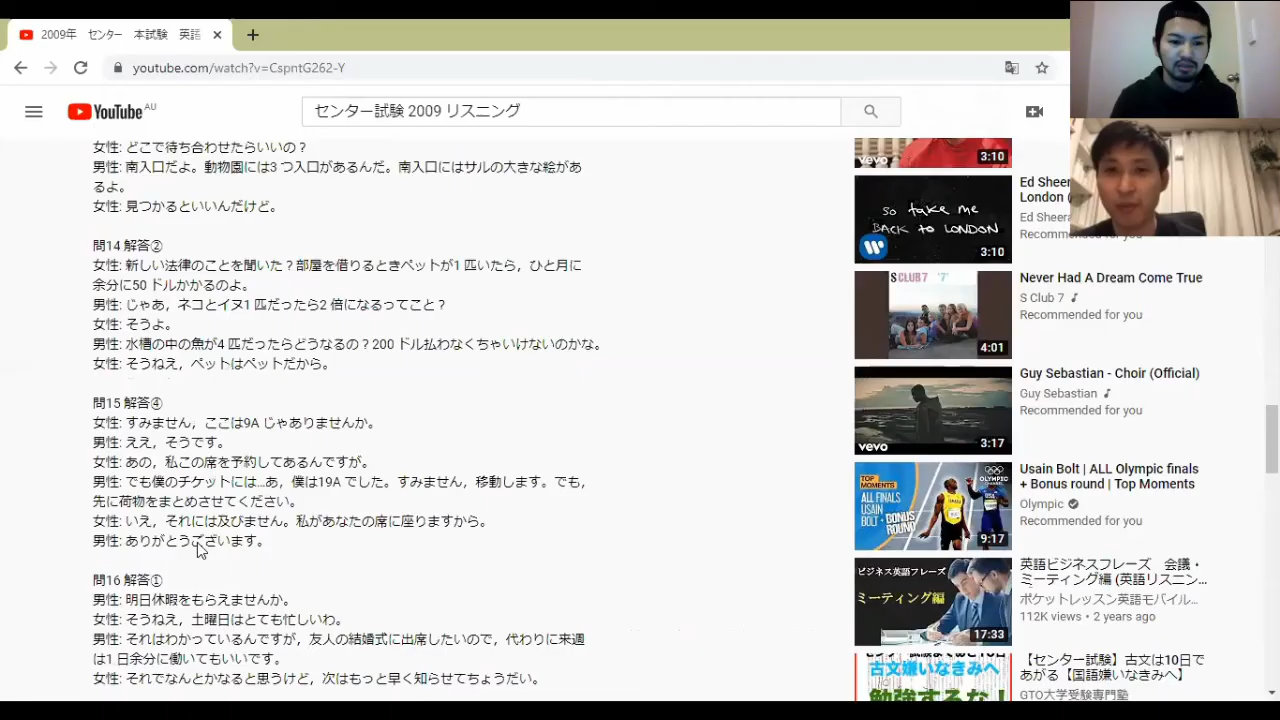 2009年 センター 本試験 英語
youtube.com/watch?v=CspntG262-Y
YouTube AU
センター試験 2009 リスニング
女性: どこで待ち合わせたらいいの？
男性: 南入口だよ。動物園には3 つ入口があるんだ。南入口にはサルの大きな絵があ
るよ。
女性: 見つかるといいんだけど。
問14 解答②
女性: 新しい法律のことを聞いた？部屋を借りるときペットが1 匹いたら，ひと月に
余分に50 ドルかかるのよ。
男性: じゃあ，ネコとイヌ1 匹だったら2 倍になるってこと？
女性: そうよ。
男性: 水槽の中の魚が4 匹だったらどうなるの？200 ドル払わなくちゃいけないのかな。
女性: そうねえ，ペットはペットだから。
問15 解答④
女性: すみません，ここは9A じゃありませんか。
男性: ええ，そうです。
女性: あの，私この席を予約してあるんですが。
男性: でも僕のチケットには…あ，僕は19A でした。すみません，移動します。でも，
先に荷物をまとめさせてください。
女性: いえ，それには及びません。私があなたの席に座りますから。
男性: ありがとうございます。
問16 解答①
男性: 明日休暇をもらえませんか。
女性: そうねえ，土曜日はとても忙しいわ。
男性: それはわかっているんですが，友人の結婚式に出席したいので，代わりに来週
は1 日余分に働いてもいいです。
女性: それでなんとかなると思うけど，次はもっと早く知らせてちょうだい。
vevo
3:10
so take me
BACK to LONDON
3:10
Ed Sheer
London (
Ed Sheera
Recommend
S CLUB 7 '7'
4:01
Never Had A Dream Come True
S Club 7
Recommended for you
vevo
3:17
Guy Sebastian - Choir (Official)
Guy Sebastian
Recommended for you
TOP
MOMENTS
ALL FINALS
USAIN
BOLT + BONUS
ROUND
OLYMPIC
CHANNEL
9:17
Usain Bolt | ALL Olympic finals
+ Bonus round | Top Moments
Olympic
Recommended for you
ビジネス英語フレーズ
ミーティング編
17:33
英語ビジネスフレーズ 会議・
ミーティング編 (英語リスニン...
ポケットレッスン英語モバイル...
112K views • 2 years ago
古文嫌いなきみへ
勉強するな！
【センター試験】古文は10日で
あがる【国語嫌いなきみへ】
GTO大学受験専門塾